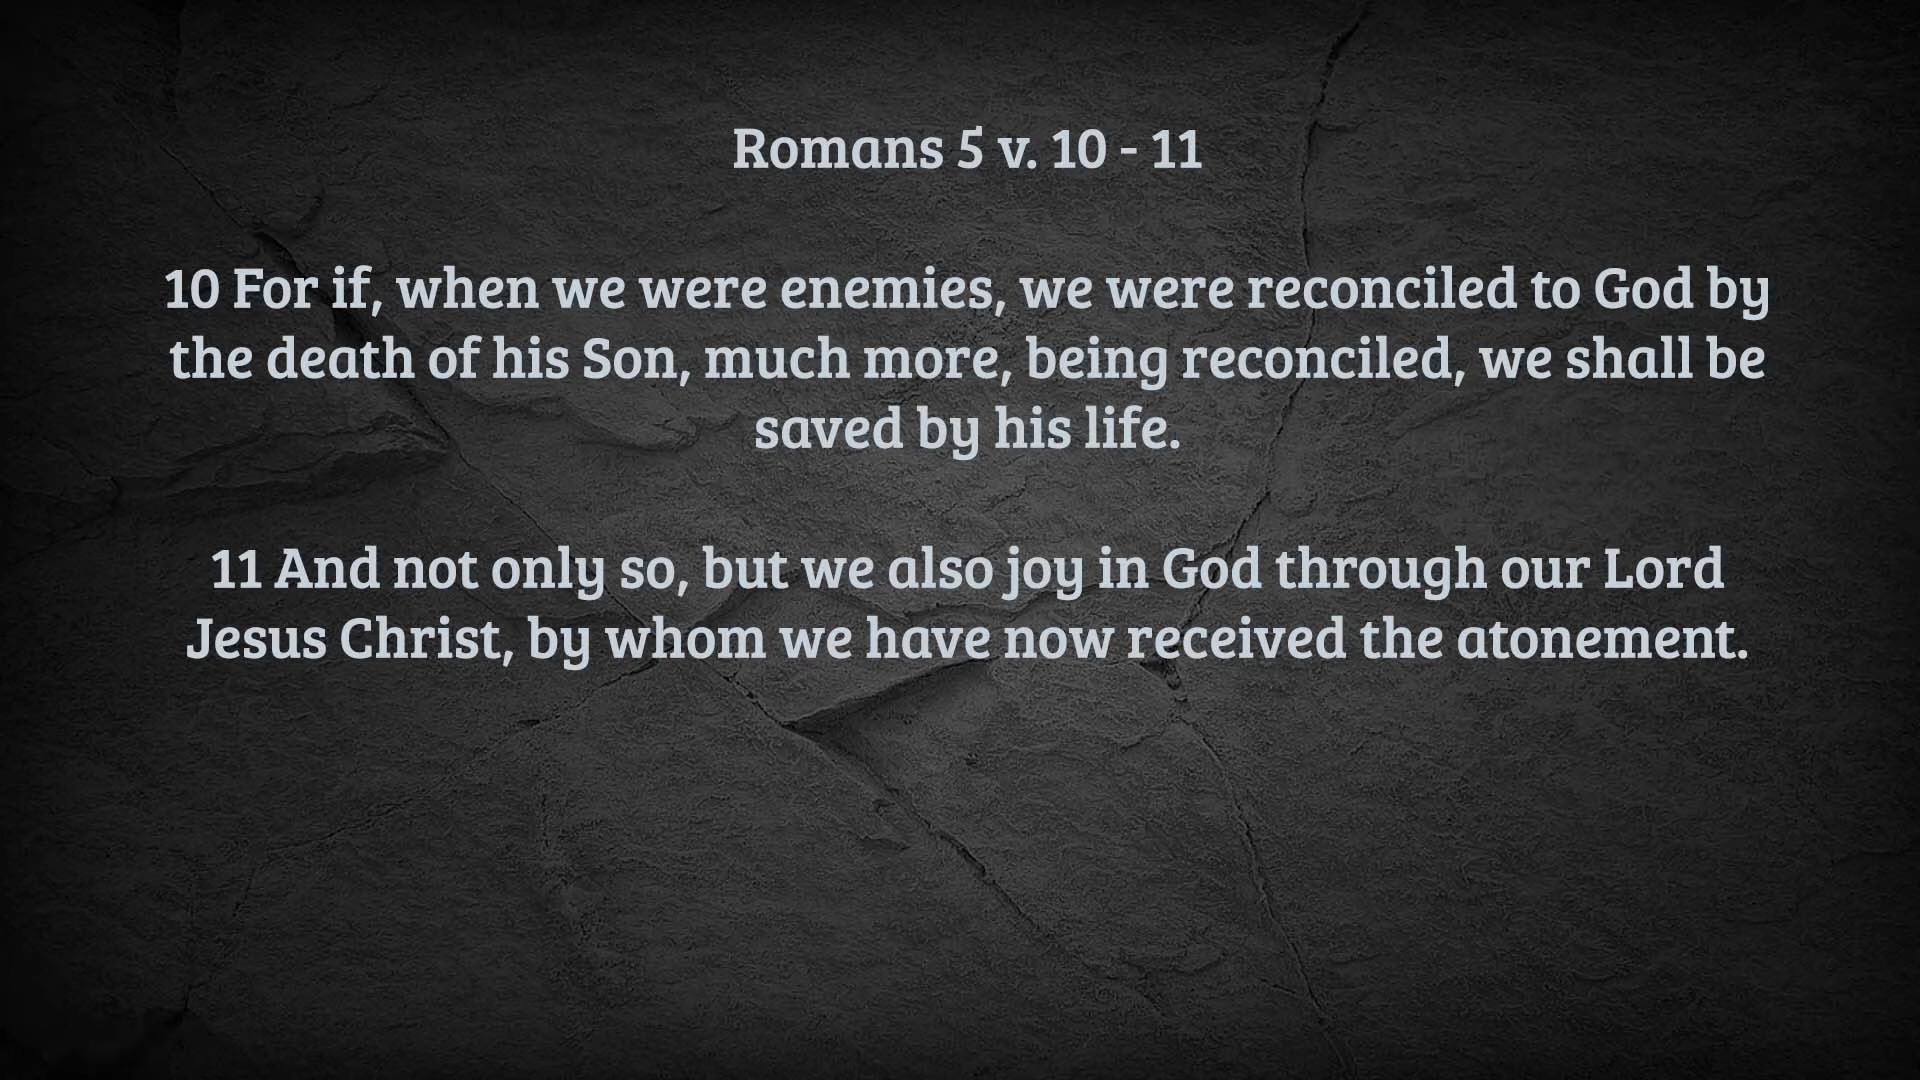 Romans 5 v. 10 - 11
10 For if, when we were enemies, we were reconciled to God by
the death of his Son, much more, being reconciled, we shall be
saved by his life.
11 And not only so, but we also joy in God through our Lord
Jesus Christ, by whom we have now received the atonement.